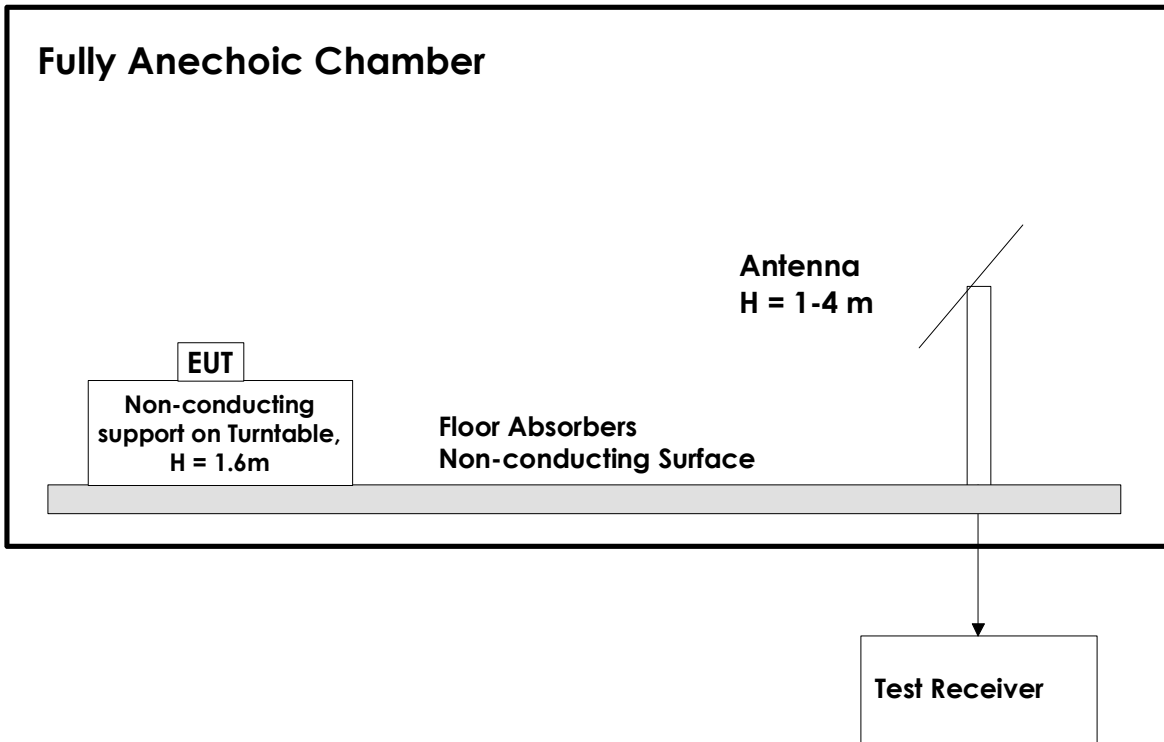 Fully Anechoic Chamber
Antenna
H = 1-4 m
EUT
Non-conducting
support on Turntable,
H = 1.6m
Floor Absorbers
Non-conducting Surface
Test Receiver